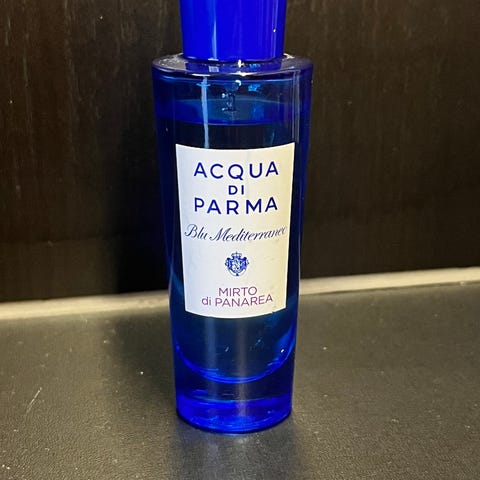 ACQUA
DI
PARMA
Blu Mediterraneo
MIRTO
di PANAREA